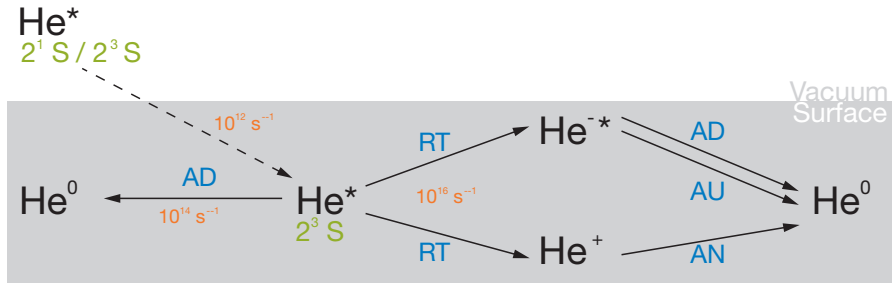 He*
2¹ S / 2³ S
Vacuum
Surface
10¹² s⁻¹
He⁻*
RT
AD
AD
He⁰
10¹⁴ s⁻¹
He*
2³ S
10¹⁶ s⁻¹
AU
He⁰
RT
He⁺
AN